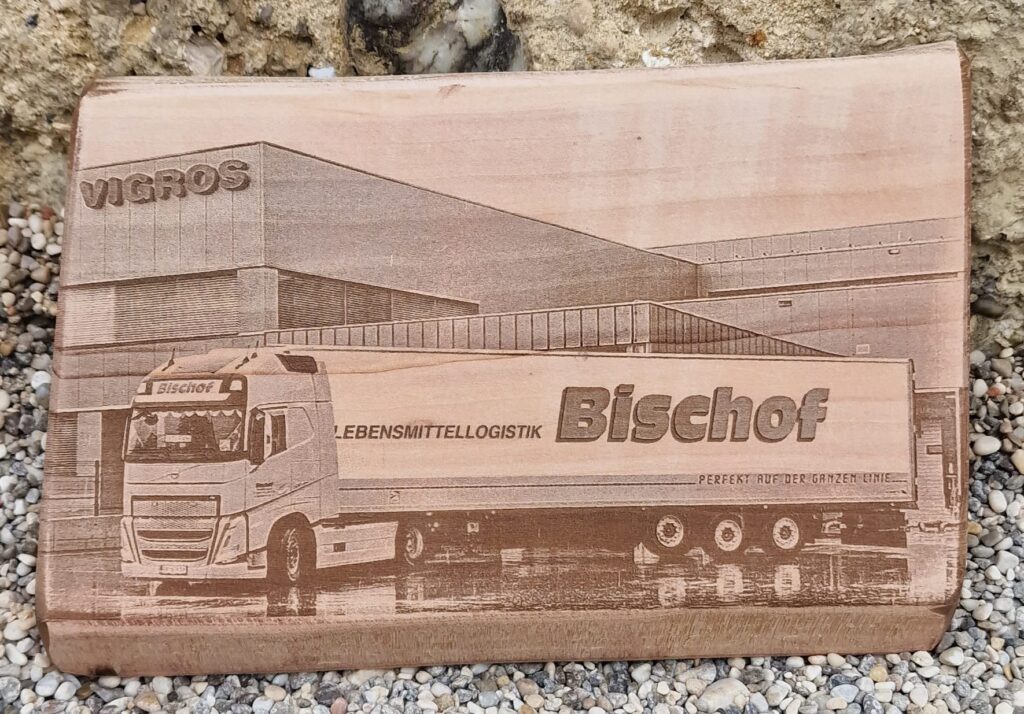 VIGROS
Bischof
LEBENSMITTELLOGISTIK Bischof
PERFEKT AUF DER GANZEN LINIE